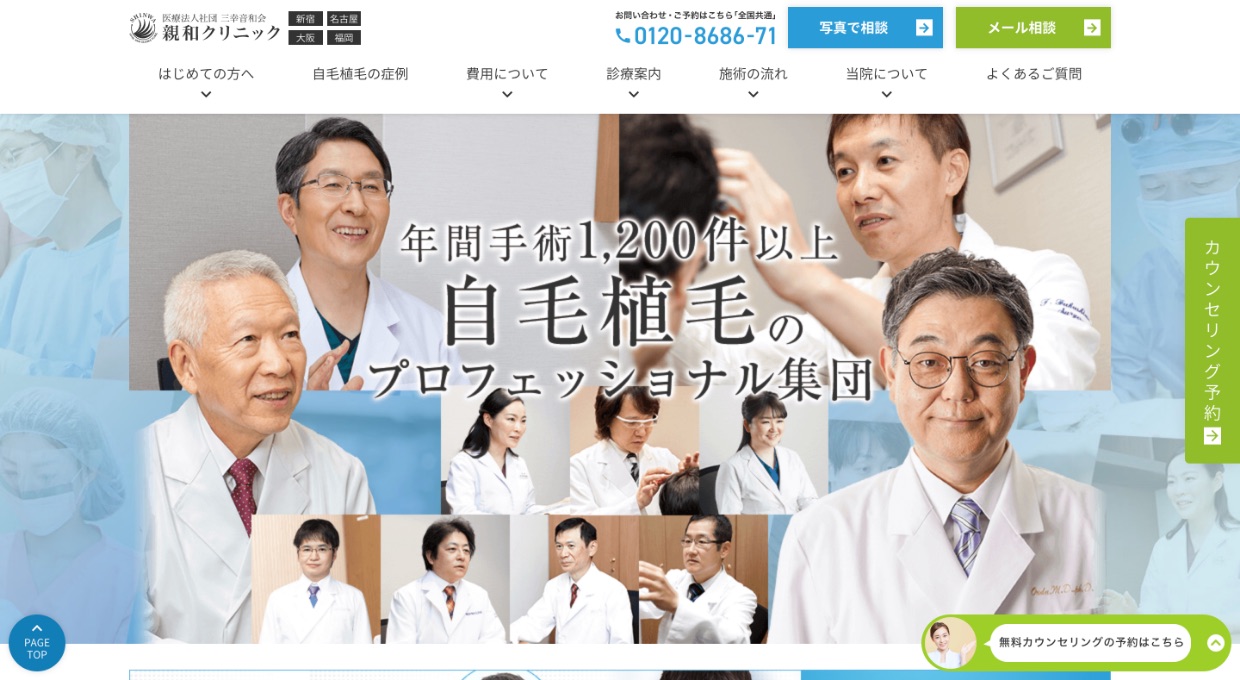 SHINWA
医療法人社団 三幸音和会
親和クリニック
新宿
名古屋
大阪
福岡
お問い合わせ・ご予約はこちら「全国共通」
0120-8686-71
写真で相談
メール相談
はじめての方へ
自毛植毛の症例
費用について
診療案内
施術の流れ
当院について
よくあるご質問
年間手術1,200件以上
自毛植毛の
プロフェッショナル集団
カウンセリング予約
PAGE
TOP
無料カウンセリングの予約はこちら